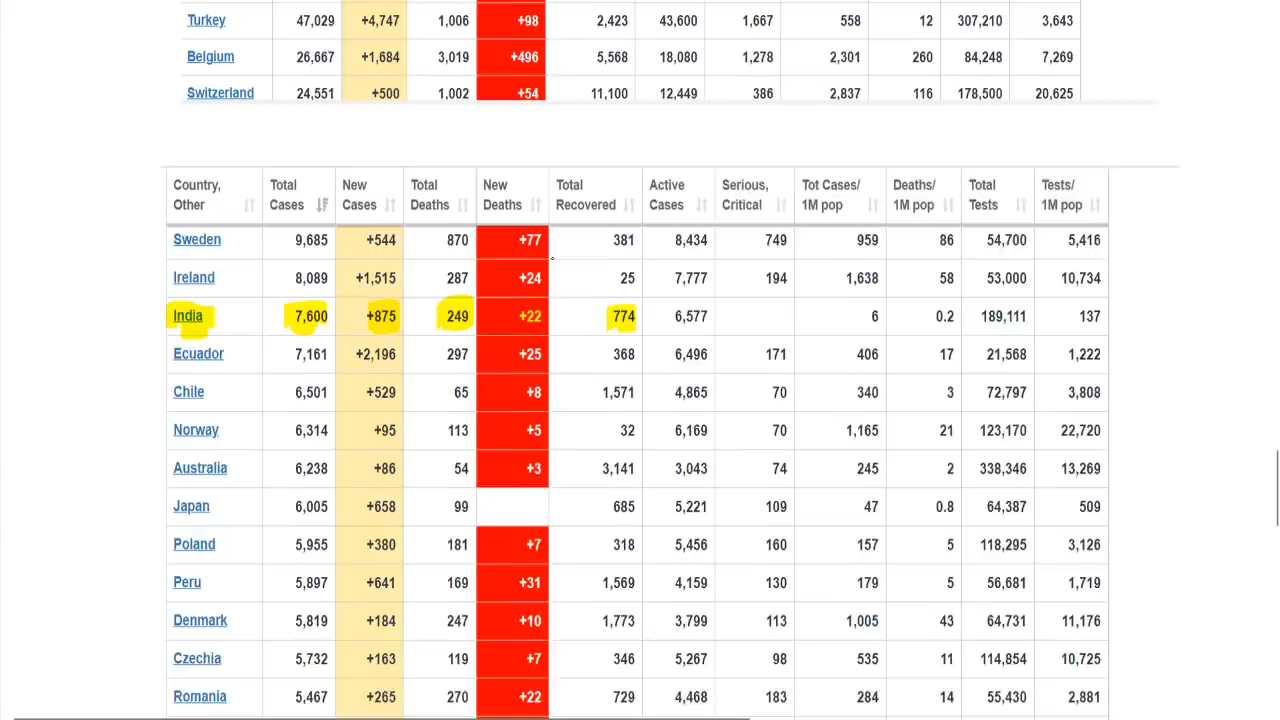 Turkey 47,029 +4,747 1,006 +98 2,423 43,600 1,667 558 12 307,210 3,643
Belgium 26,667 +1,684 3,019 +496 5,568 18,080 1,278 2,301 260 84,248 7,269
Switzerland 24,551 +500 1,002 +54 11,100 12,449 386 2,837 116 178,500 20,625
Country, Total New Total New Total Active Serious, Tot Cases/ Deaths/ Total Tests/
Other Cases Cases Deaths Deaths Recovered Cases Critical 1M pop 1M pop Tests 1M pop
Sweden 9,685 +544 870 +77 381 8,434 749 959 86 54,700 5,416
Ireland 8,089 +1,515 287 +24 25 7,777 194 1,638 58 53,000 10,734
India 7,600 +875 249 +22 774 6,577 6 0.2 189,111 137
Ecuador 7,161 +2,196 297 +25 368 6,496 171 406 17 21,568 1,222
Chile 6,501 +529 65 +8 1,571 4,865 70 340 3 72,797 3,808
Norway 6,314 +95 113 +5 32 6,169 70 1,165 21 123,170 22,720
Australia 6,238 +86 54 +3 3,141 3,043 74 245 2 338,346 13,269
Japan 6,005 +658 99 685 5,221 109 47 0.8 64,387 509
Poland 5,955 +380 181 +7 318 5,456 160 157 5 118,295 3,126
Peru 5,897 +641 169 +31 1,569 4,159 130 179 5 56,681 1,719
Denmark 5,819 +184 247 +10 1,773 3,799 113 1,005 43 64,731 11,176
Czechia 5,732 +163 119 +7 346 5,267 98 535 11 114,854 10,725
Romania 5,467 +265 270 +22 729 4,468 183 284 14 55,430 2,881